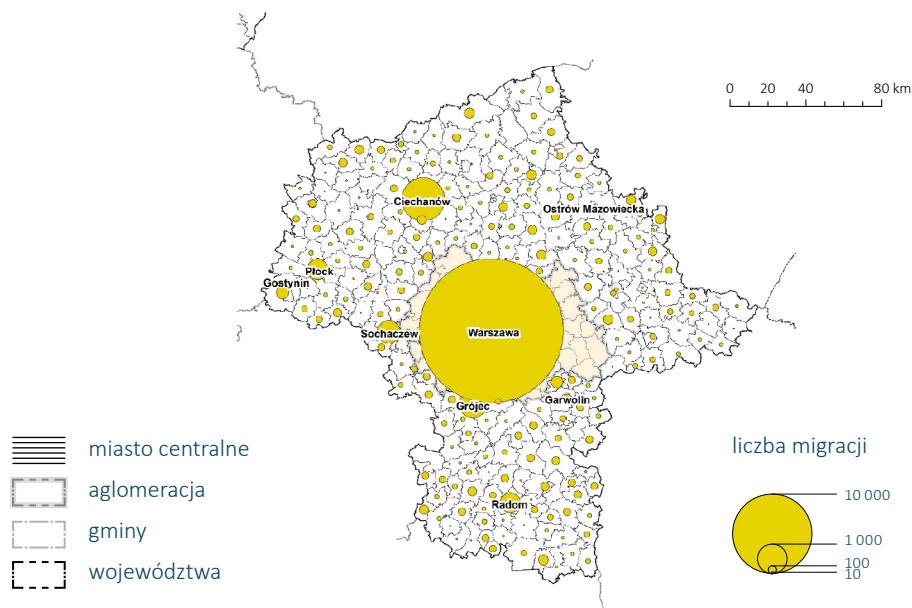 0 20 40 80 km
Ciechanów
Ostrów Mazowiecka
Płock
Gostynin
Sochaczew
Warszawa
Grójec
Garwolin
Radom
miasto centralne
aglomeracja
gminy
województwa
liczba migracji
10 000
1 000
100
10